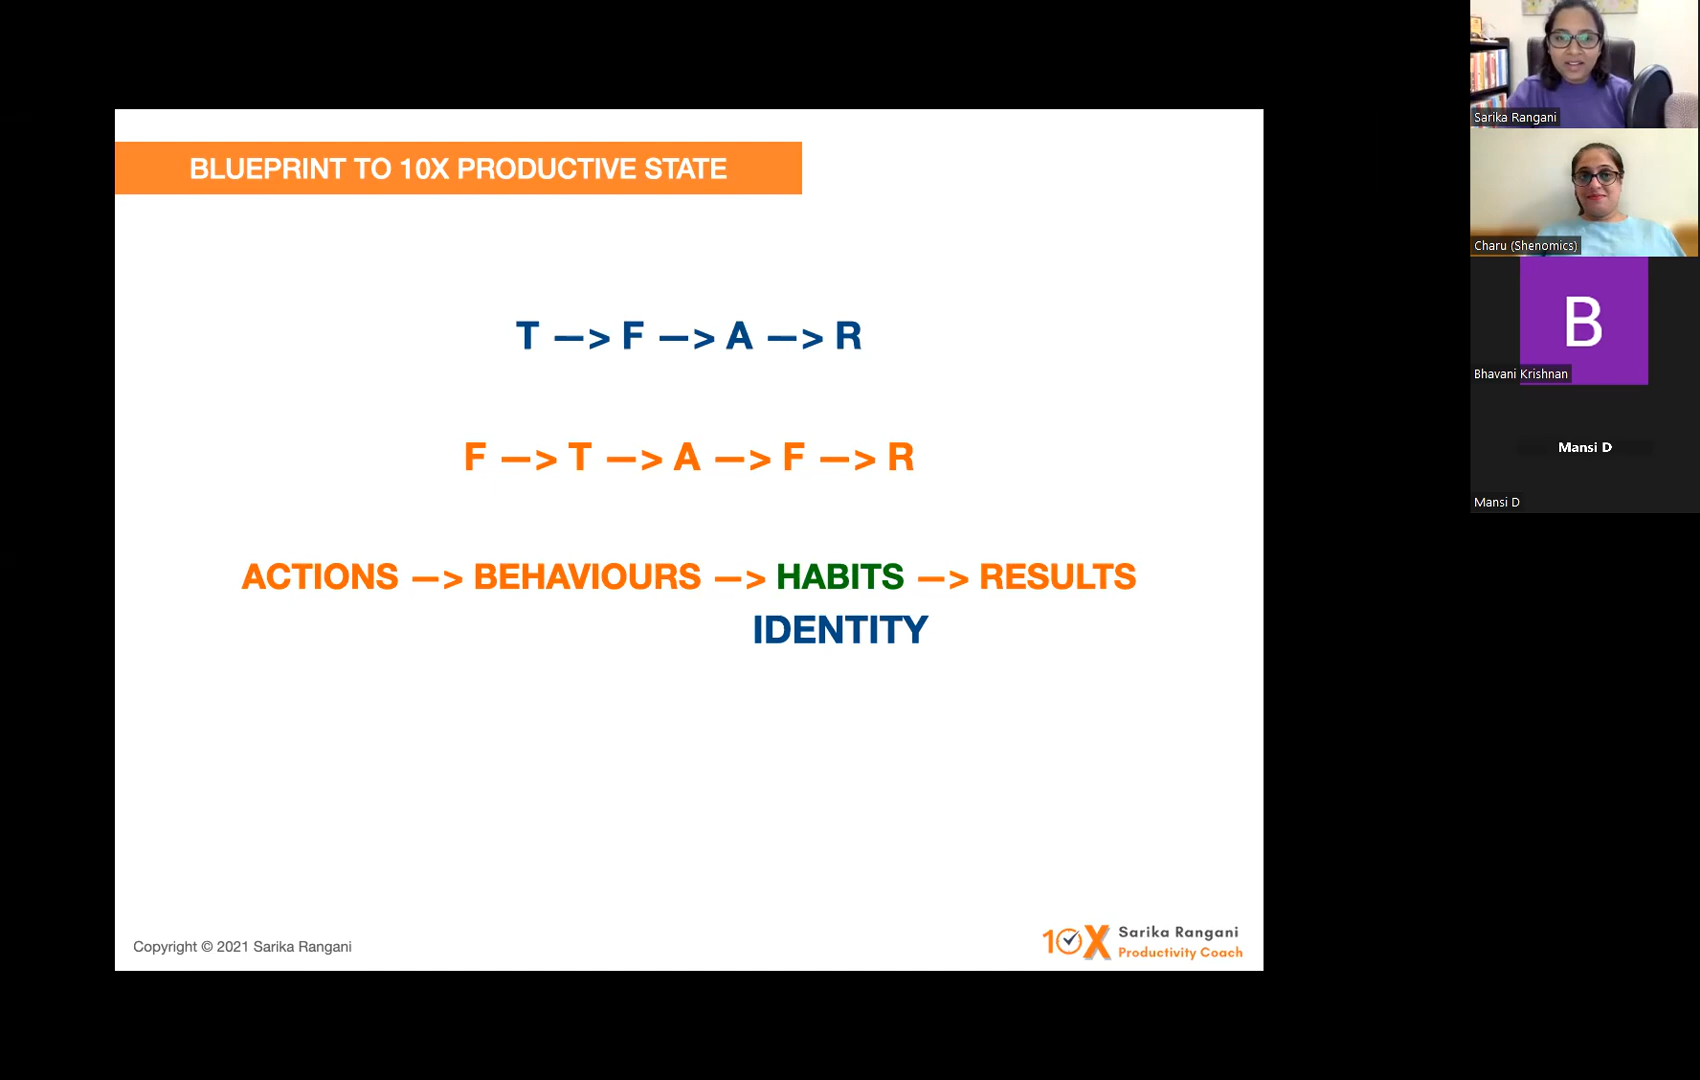 BLUEPRINT TO 10X PRODUCTIVE STATE
T —> F —> A —> R
F —> T —> A —> F —> R
ACTIONS —> BEHAVIOURS —> HABITS —> RESULTS
IDENTITY
Copyright © 2021 Sarika Rangani
10X Sarika Rangani
Productivity Coach
Sarika Rangani
Charu (Shenomics)
B
Bhavani Krishnan
Mansi D
Mansi D